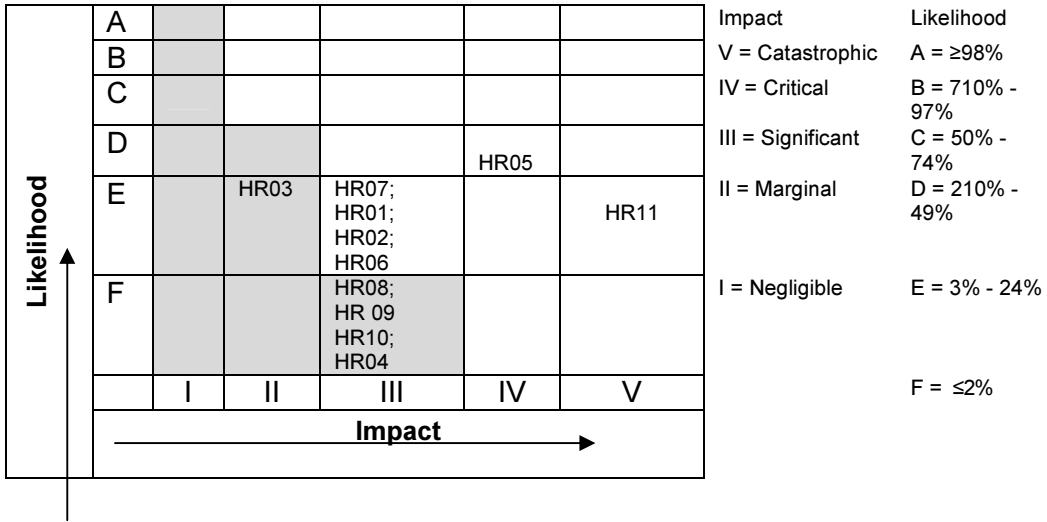 A
B
C
D
HR05
E
HR03
HR07;
HR01;
HR02;
HR06
HR11
F
HR08;
HR 09
HR10;
HR04
I
II
III
IV
V
Impact
Likelihood
Impact
Likelihood
V = Catastrophic
A = ≥98%
IV = Critical
B = 710% -
97%
III = Significant
C = 50% -
74%
II = Marginal
D = 210% -
49%
I = Negligible
E = 3% - 24%
F = ≤2%